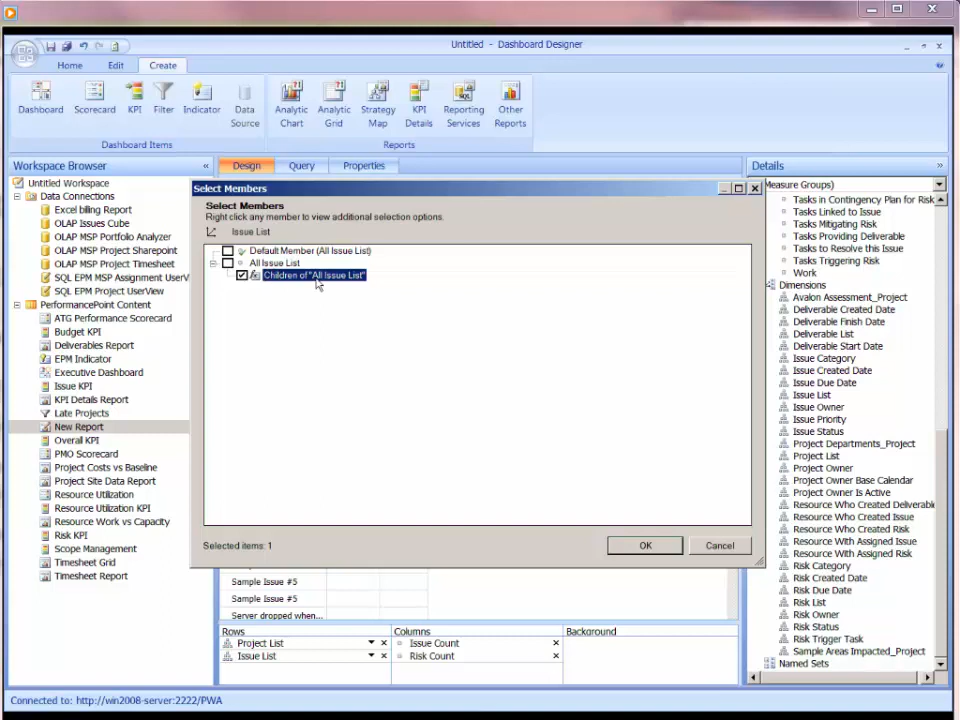 Untitled - Dashboard Designer
Home Edit Create
Dashboard Scorecard KPI Filter Indicator Data Source Analytic Chart Analytic Grid Strategy Map KPI Details Reporting Services Other Reports
Dashboard Items Reports
Workspace Browser «
Untitled Workspace
Data Connections
Excel billing Report
OLAP Issues Cube
OLAP MSP Portfolio Analyzer
OLAP MSP Project Sharepoint
OLAP MSP Project Timesheet
SQL EPM MSP Assignment UserV
SQL EPM Project UserView
PerformancePoint Content
ATG Performance Scorecard
Budget KPI
Deliverables Report
EPM Indicator
Executive Dashboard
Issue KPI
KPI Details Report
Late Projects
New Report
Overall KPI
PMO Scorecard
Project Costs vs Baseline
Project Site Data Report
Resource Utilization
Resource Utilization KPI
Resource Work vs Capacity
Risk KPI
Scope Management
Timesheet Grid
Timesheet Report
Design Query Properties
Select Members
Select Members
Right click any member to view additional selection options.
Issue List
Default Member (All Issue List)
All Issue List
Children of "All Issue List"
Selected items: 1
OK Cancel
Sample Issue #5
Sample Issue #5
Server dropped when...
Rows Columns Background
Project List Issue Count
Issue List Risk Count
Details »
Measure Groups)
Tasks in Contingency Plan for Risk
Tasks Linked to Issue
Tasks Mitigating Risk
Tasks Providing Deliverable
Tasks to Resolve this Issue
Tasks Triggering Risk
Work
Dimensions
Avalon Assessment_Project
Deliverable Created Date
Deliverable Finish Date
Deliverable List
Deliverable Start Date
Issue Category
Issue Created Date
Issue Due Date
Issue List
Issue Owner
Issue Priority
Issue Status
Project Departments_Project
Project List
Project Owner
Project Owner Base Calendar
Project Owner Is Active
Resource Who Created Deliverabl
Resource Who Created Issue
Resource With Assigned Issue
Resource With Assigned Risk
Risk Category
Risk Created Date
Risk Due Date
Risk List
Risk Owner
Risk Status
Risk Trigger Task
Sample Areas Impacted_Project
Named Sets
Connected to: http://win2008-server:2222/PWA